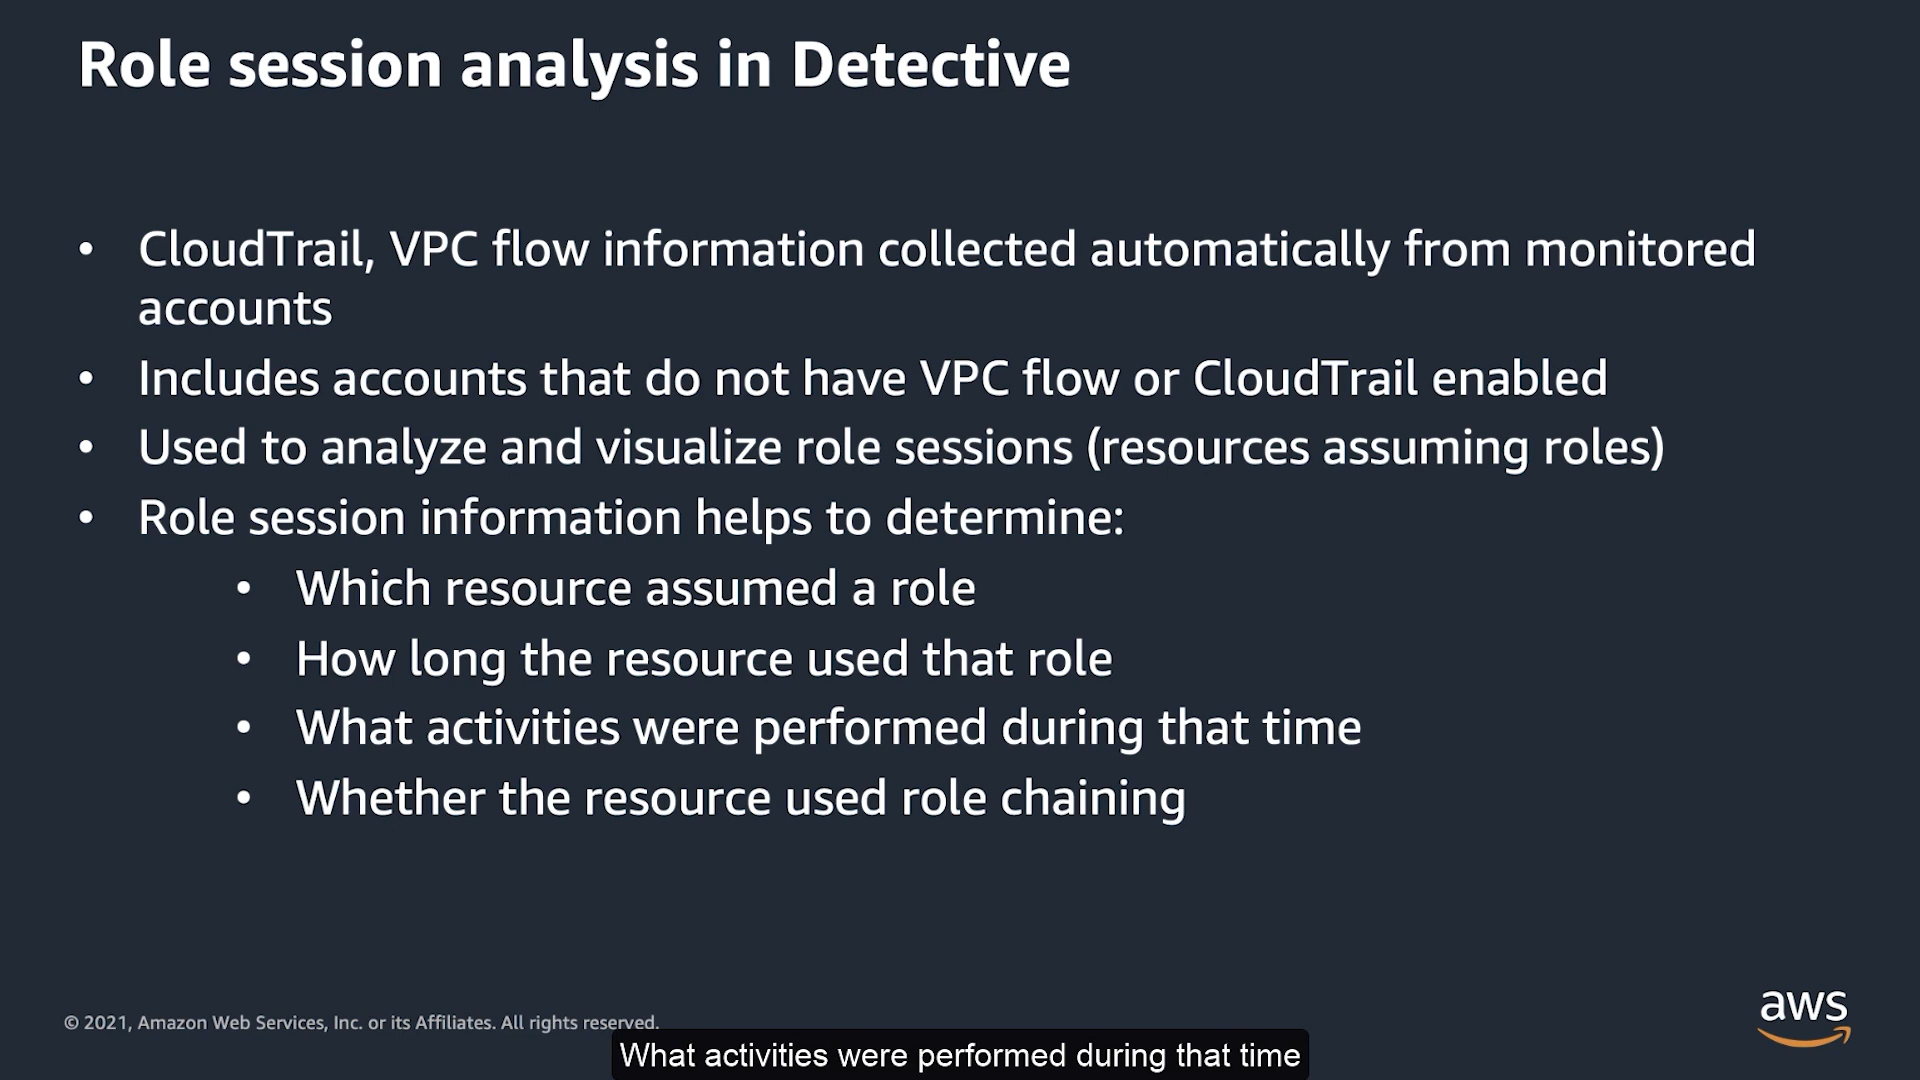 Role session analysis in Detective
• CloudTrail, VPC flow information collected automatically from monitored
accounts
• Includes accounts that do not have VPC flow or CloudTrail enabled
• Used to analyze and visualize role sessions (resources assuming roles)
• Role session information helps to determine:
• Which resource assumed a role
• How long the resource used that role
• What activities were performed during that time
• Whether the resource used role chaining
© 2021, Amazon Web Services, Inc. or its Affiliates. All rights reserved.
aws
What activities were performed during that time